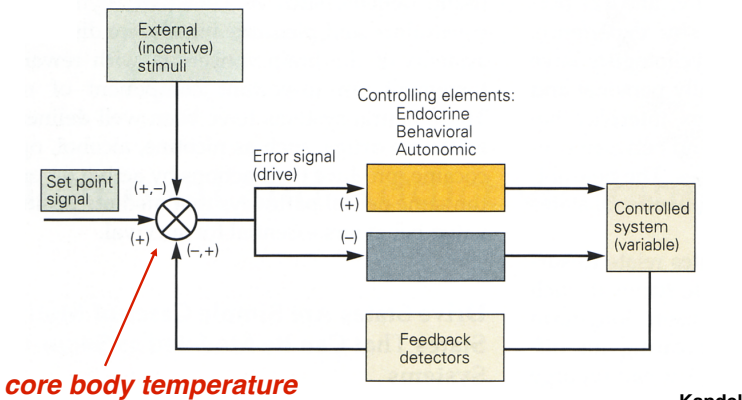 External
(incentive)
stimuli
Controlling elements:
Endocrine
Behavioral
Autonomic
Error signal
(drive)
Set point
signal
(+,–)
(+)
(–)
(+)
(–,+)
Controlled
system
(variable)
Feedback
detectors
core body temperature
Kandel